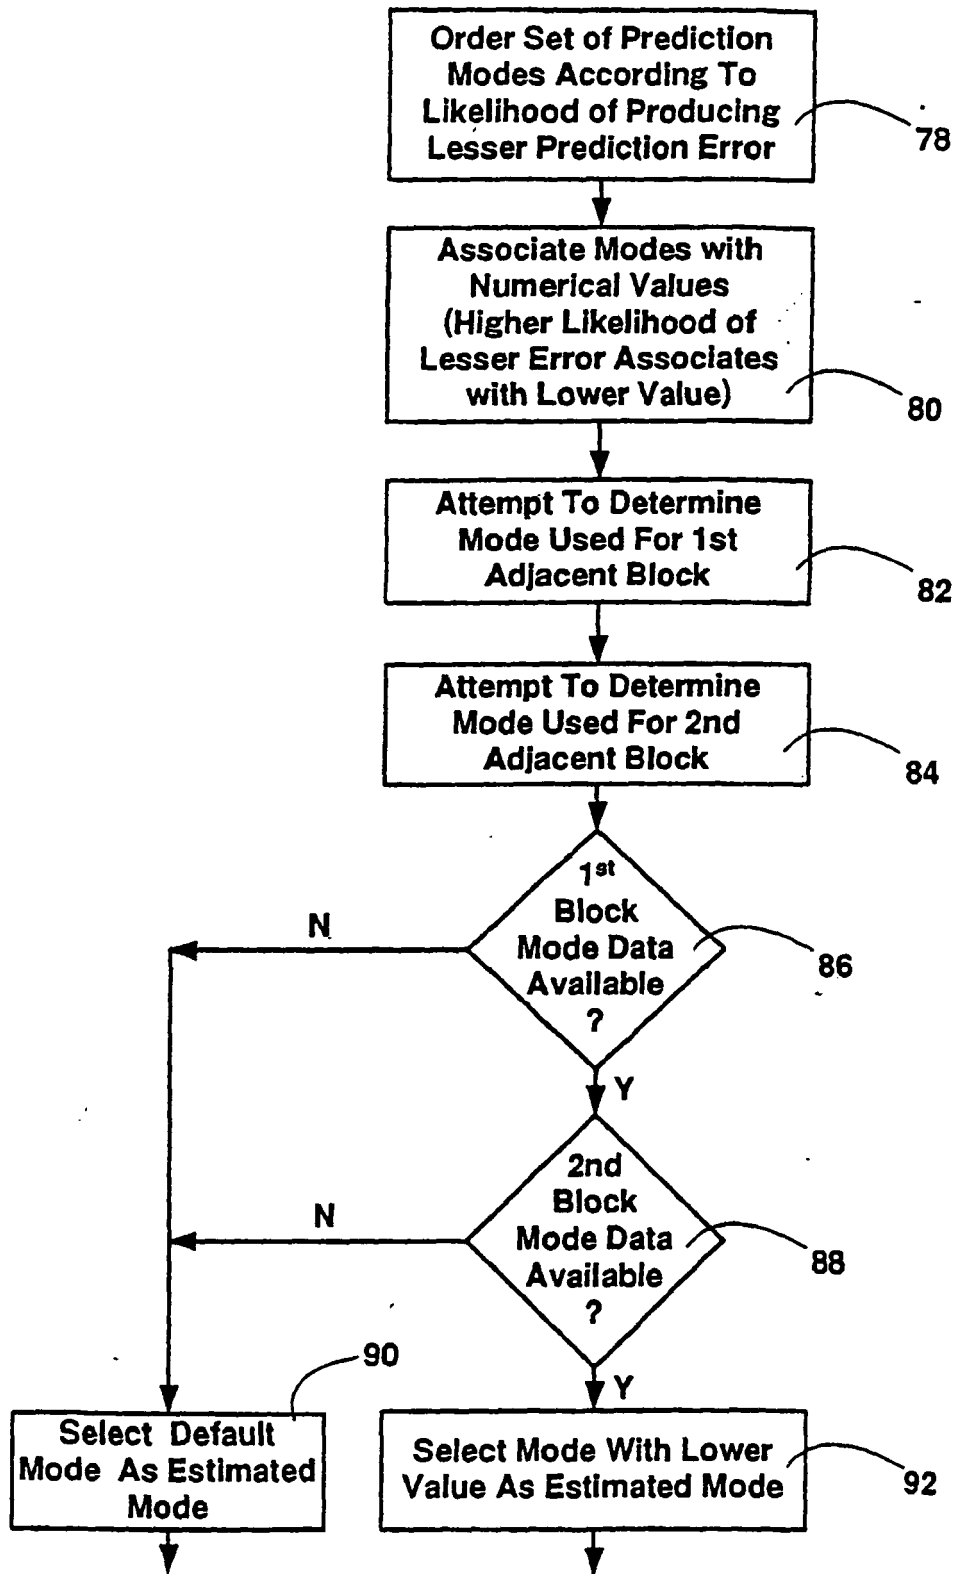 Order Set of Prediction
Modes According To
Likelihood of Producing
Lesser Prediction Error
78
Associate Modes with
Numerical Values
(Higher Likelihood of
Lesser Error Associates
with Lower Value)
80
Attempt To Determine
Mode Used For 1st
Adjacent Block
82
Attempt To Determine
Mode Used For 2nd
Adjacent Block
84
1st
Block
Mode Data
Available
?
86
N
Y
2nd
Block
Mode Data
Available
?
88
N
Y
90
Select Default
Mode As Estimated
Mode
Select Mode With Lower
Value As Estimated Mode
92